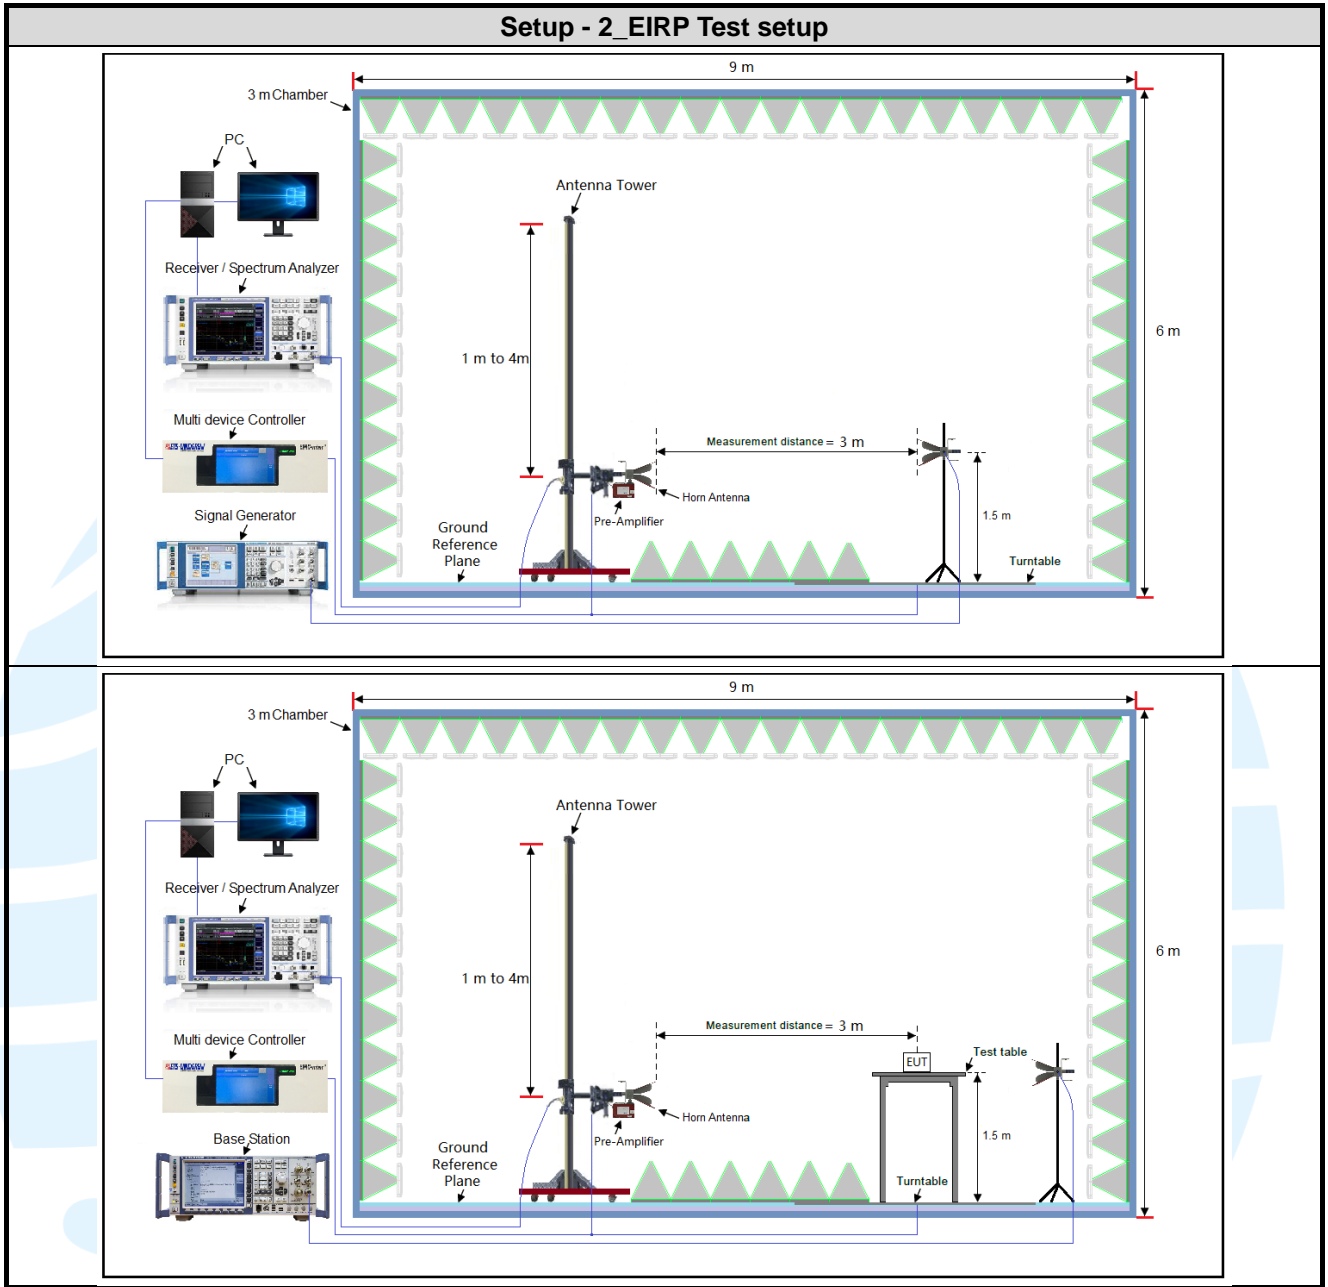 Setup - 2_EIRP Test setup
9 m
3 m Chamber
PC
Antenna Tower
Receiver / Spectrum Analyzer
6 m
1 m to 4m
Multi device Controller
Measurement distance = 3 m
Horn Antenna
Signal Generator
Pre-Amplifier
1.5 m
Ground
Reference
Plane
Turntable
9 m
3 m Chamber
PC
Antenna Tower
Receiver / Spectrum Analyzer
6 m
1 m to 4m
Measurement distance = 3 m
Multi device Controller
EUT
Test table
Horn Antenna
Base Station
Pre-Amplifier
1.5 m
Ground
Reference
Plane
Turntable